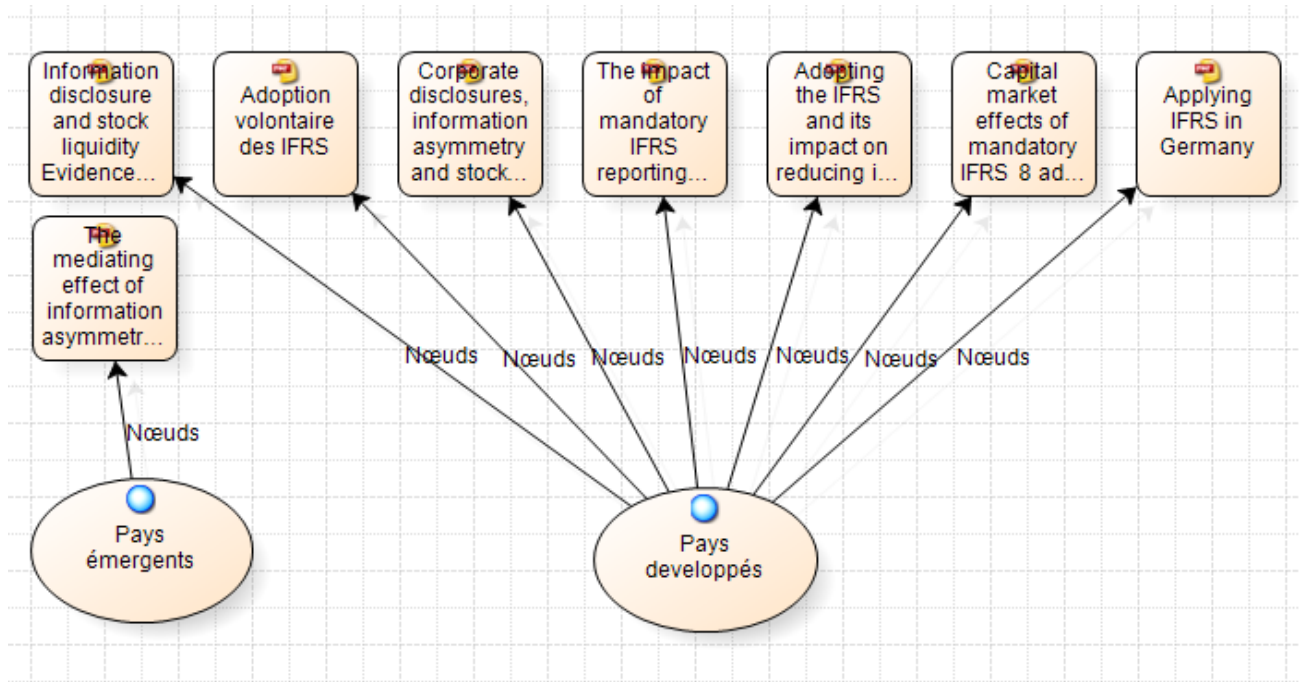 Information
disclosure
and stock
liquidity
Evidence...
Adoption
volontaire
des IFRS
Corporate
disclosures,
information
asymmetry
and stock...
The impact
of
mandatory
IFRS
reporting...
Adopting
the IFRS
and its
impact on
reducing i...
Capital
market
effects of
mandatory
IFRS 8 ad...
Applying
IFRS in
Germany
The
mediating
effect of
information
asymmetr...
Nœuds
Nœuds
Nœuds
Nœuds
Nœuds
Nœuds
Nœuds
Nœuds
Pays
émergents
Pays
developpés